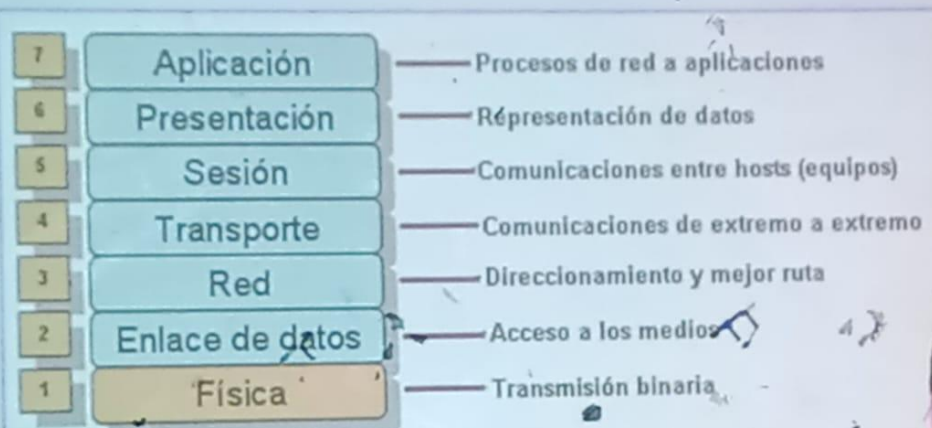 7 Aplicación Procesos de red a aplicaciones
6 Presentación Representación de datos
5 Sesión Comunicaciones entre hosts (equipos)
4 Transporte Comunicaciones de extremo a extremo
3 Red Direccionamiento y mejor ruta
2 Enlace de datos Acceso a los medios
1 Física Transmisión binaria